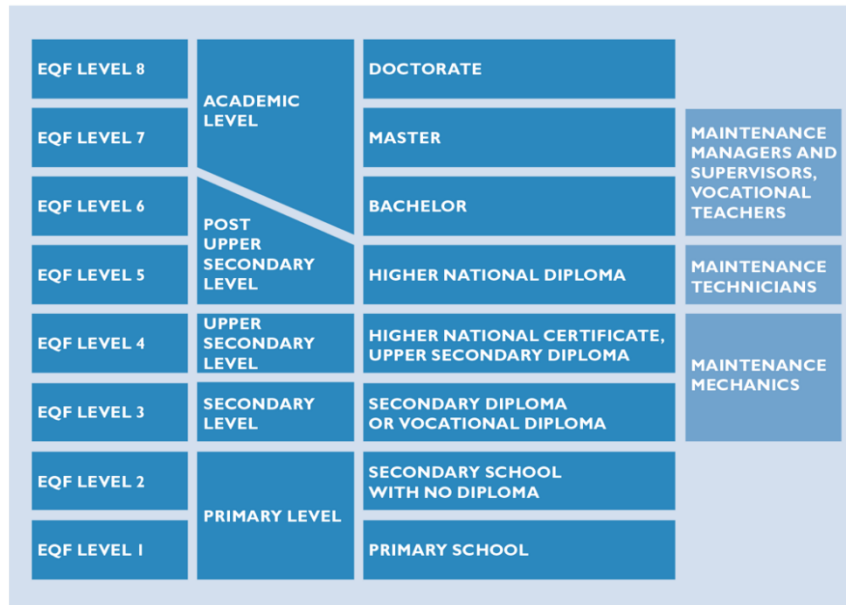 EQF LEVEL 8
ACADEMIC
LEVEL
DOCTORATE
EQF LEVEL 7
MASTER
MAINTENANCE
MANAGERS AND
SUPERVISORS,
VOCATIONAL
TEACHERS
EQF LEVEL 6
POST
UPPER
SECONDARY
LEVEL
BACHELOR
EQF LEVEL 5
HIGHER NATIONAL DIPLOMA
MAINTENANCE
TECHNICIANS
EQF LEVEL 4
UPPER
SECONDARY
LEVEL
HIGHER NATIONAL CERTIFICATE,
UPPER SECONDARY DIPLOMA
MAINTENANCE
MECHANICS
EQF LEVEL 3
SECONDARY
LEVEL
SECONDARY DIPLOMA
OR VOCATIONAL DIPLOMA
EQF LEVEL 2
PRIMARY LEVEL
SECONDARY SCHOOL
WITH NO DIPLOMA
EQF LEVEL 1
PRIMARY SCHOOL